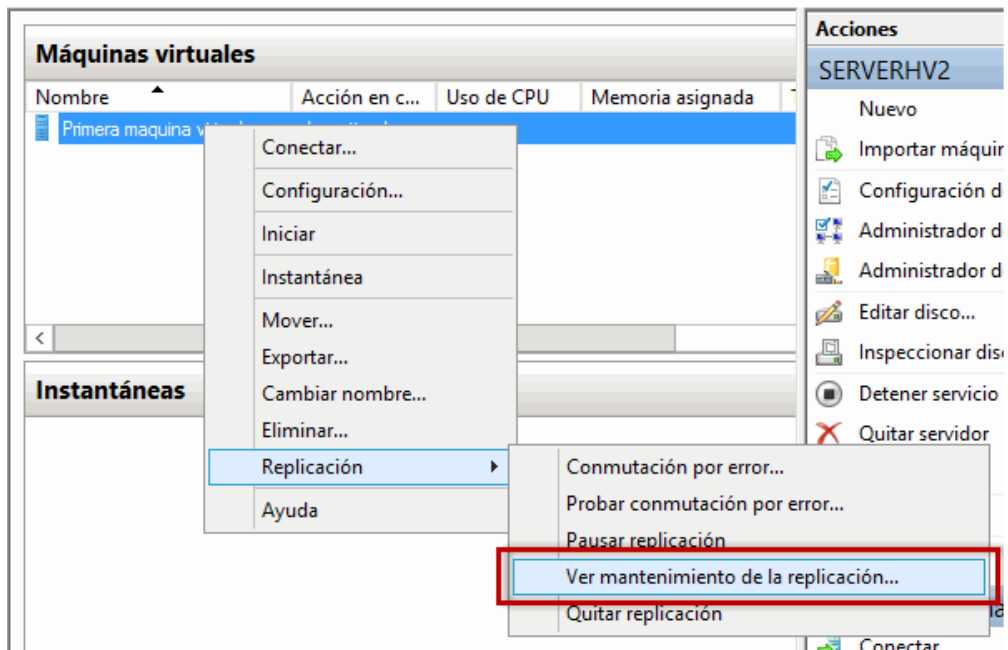 Máquinas virtuales
Nombre Acción en c... Uso de CPU Memoria asignada
Primera maquina
Conectar...
Configuración...
Iniciar
Instantánea
Mover...
Exportar...
Cambiar nombre...
Eliminar...
Replicación
Ayuda
Instantáneas
Conmutación por error...
Probar conmutación por error...
Pausar replicación
Ver mantenimiento de la replicación...
Quitar replicación
Acciones
SERVERHV2
Nuevo
Importar
Configuración
Administrador
Administrador
Editar disco...
Inspeccionar
Detener servicio
Quitar servidor
Conectar